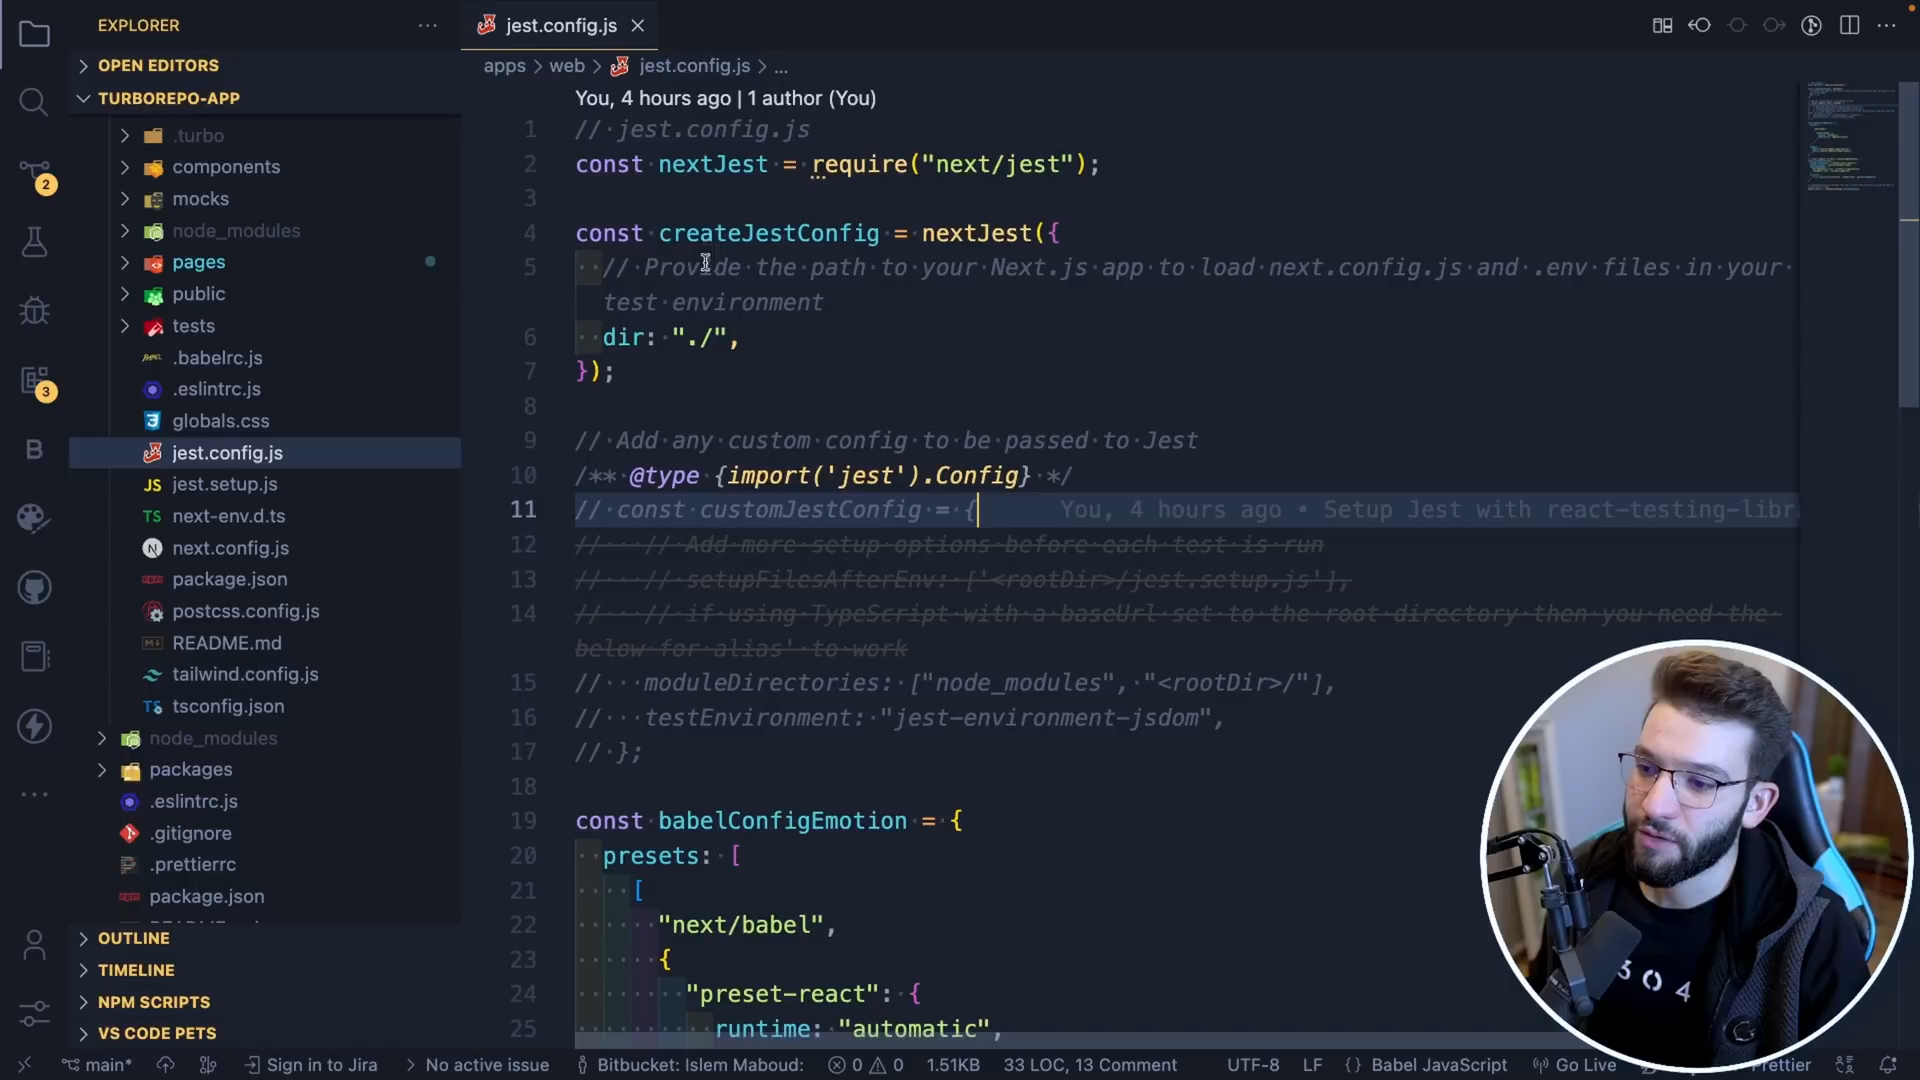 EXPLORER
OPEN EDITORS
TURBOREPO-APP
.turbo
components
mocks
node_modules
pages
public
tests
.babelrc.js
.eslintrc.js
globals.css
jest.config.js
jest.setup.js
next-env.d.ts
next.config.js
package.json
postcss.config.js
README.md
tailwind.config.js
tsconfig.json
node_modules
packages
.eslintrc.js
.gitignore
.prettierrc
package.json
OUTLINE
TIMELINE
NPM SCRIPTS
VS CODE PETS
2
3
B
jest.config.js
apps > web > jest.config.js > ...
You, 4 hours ago | 1 author (You)
1 // jest.config.js
2 const nextJest = require("next/jest");
3
4 const createJestConfig = nextJest({
5 // Provide the path to your Next.js app to load next.config.js and .env files in your
test environment
6 dir: "./",
7 });
8
9 // Add any custom config to be passed to Jest
10 /** @type {import('jest').Config} */
11 // const customJestConfig = { You, 4 hours ago • Setup Jest with react-testing-libr
12 // // Add more setup options before each test is run
13 // // setupFilesAfterEnv: ['<rootDir>/jest.setup.js'],
14 // // if using TypeScript with a baseUrl set to the root directory then you need the
below for alias' to work
15 // moduleDirectories: ["node_modules", "<rootDir>/"],
16 // testEnvironment: "jest-environment-jsdom",
17 // };
18
19 const babelConfigEmotion = {
20 presets: [
21 [
22 "next/babel",
23 {
24 "preset-react": {
25 runtime: "automatic",
304
main* Sign in to Jira > No active issue Bitbucket: Islem Maboud: 0 0 1.51KB 33 LOC, 13 Comment UTF-8 LF Babel JavaScript Go Live Prettier